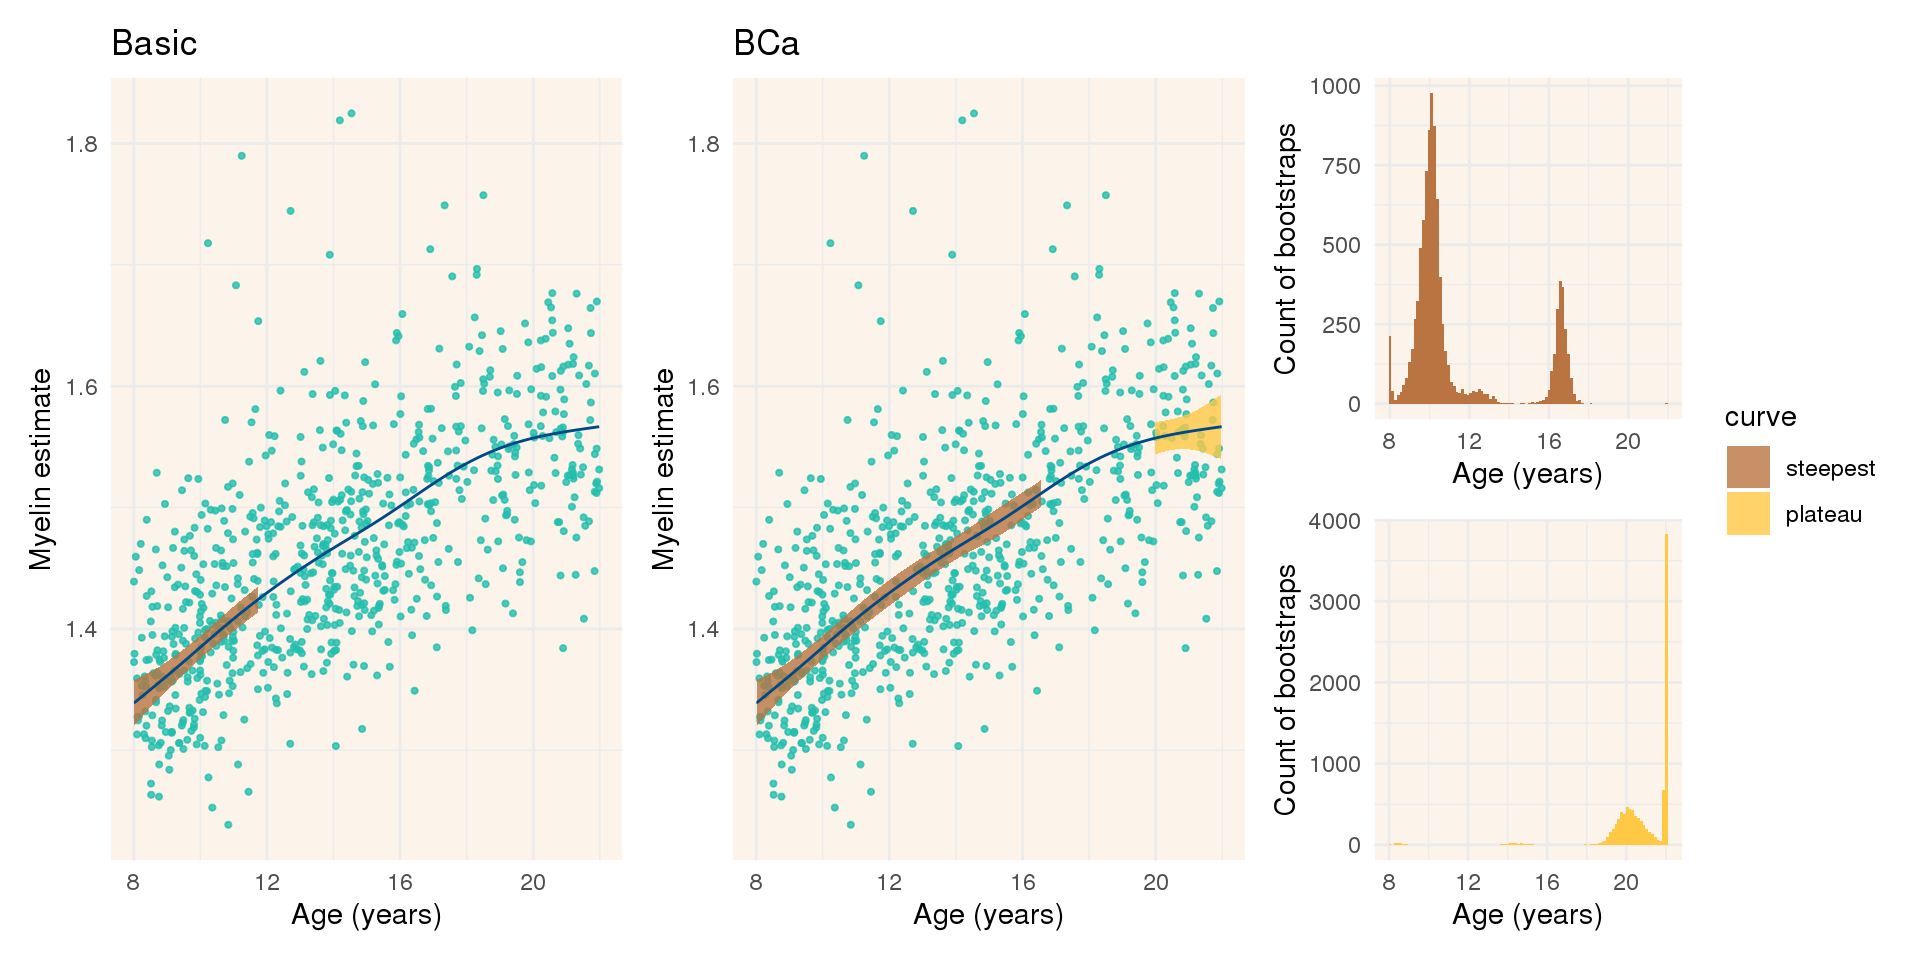 Basic
Myelin estimate
1.8
1.6
1.4
8 12 16 20
Age (years)
BCa
Myelin estimate
1.8
1.6
1.4
8 12 16 20
Age (years)
Count of bootstraps
1000
750
500
250
0
8 12 16 20
Age (years)
Count of bootstraps
4000
3000
2000
1000
0
8 12 16 20
Age (years)
curve
steepest
plateau